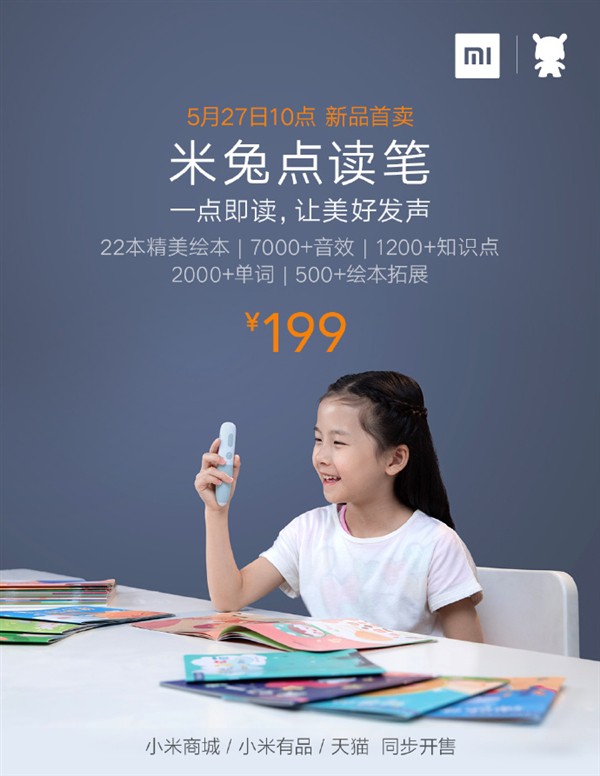 mi
5月27日10点 新品首卖
米兔点读笔
一点即读，让美好发声
22本精美绘本 | 7000+音效 | 1200+知识点
2000+单词 | 500+绘本拓展
¥199
小米商城 / 小米有品 / 天猫 同步开售